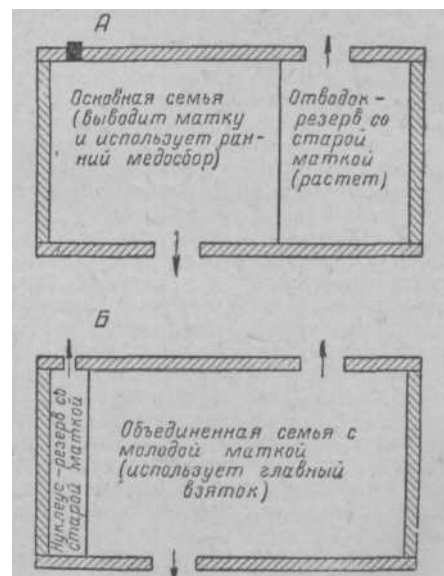 А
Основная семья
(выводит матку
и использует ран-
ний медосбор)
Отводок-
резерв со
старой
маткой
(растет)
Б
Нуклеус-резерв со
старой маткой
Объединенная семья с
молодой маткой
(использует главный
взяток)